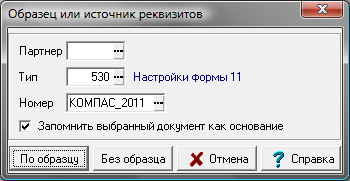 Образец или источник реквизитов
Партнер
Тип 530 Настройки формы 11
Номер КОМПАС_2011
Запомнить выбранный документ как основание
По образцу Без образца Отмена Справка